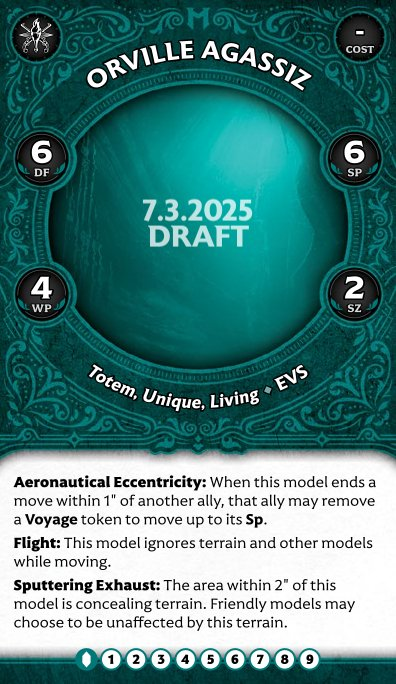 ORVILLE AGASSIZ
-
COST
6
DF
6
SP
7.3.2025
DRAFT
4
WP
2
SZ
Totem, Unique, Living ⬥ EVS
Aeronautical Eccentricity: When this model ends a
move within 1" of another ally, that ally may remove
a Voyage token to move up to its Sp.
Flight: This model ignores terrain and other models
while moving.
Sputtering Exhaust: The area within 2" of this
model is concealing terrain. Friendly models may
choose to be unaffected by this terrain.
1 2 3 4 5 6 7 8 9